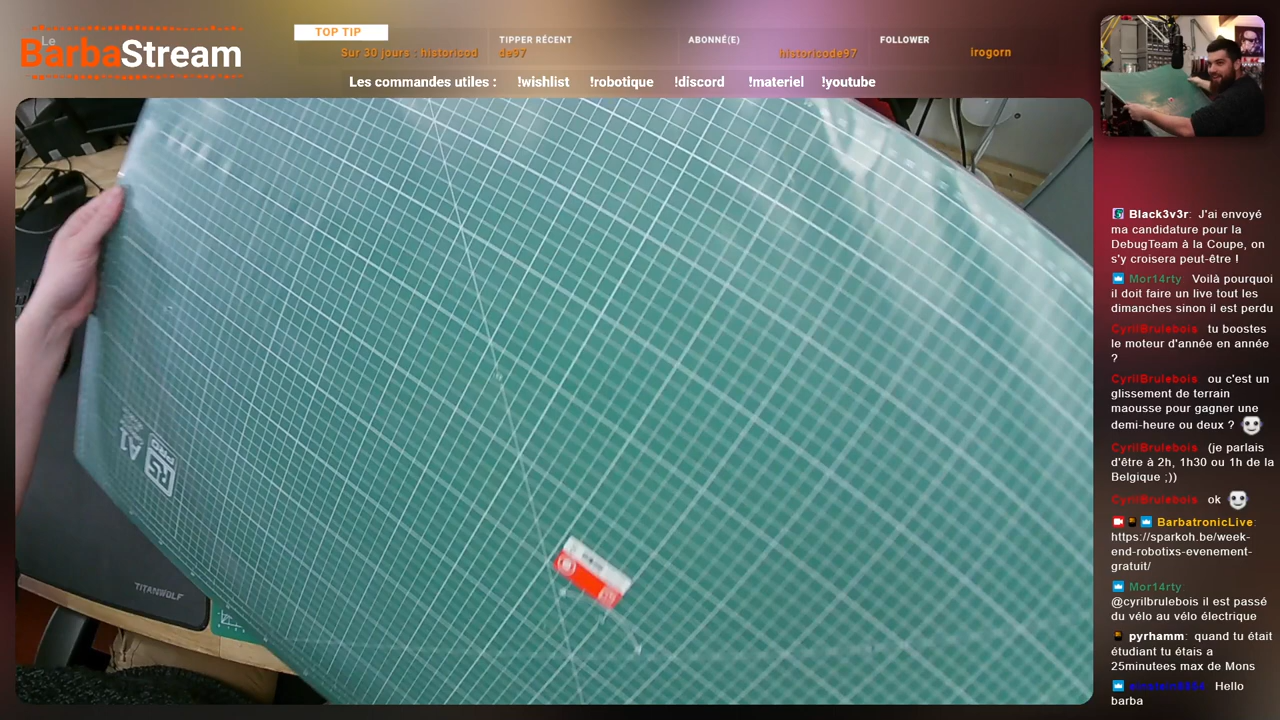 Le
BarbaStream
TOP TIP
Sur 30 jours : historicod
TIPPER RÉCENT
de97
ABONNÉ(E)
historicode97
FOLLOWER
irogorn
Les commandes utiles : !wishlist !robotique !discord !materiel !youtube
A1
RS
PRO
TITANWOLF
Black3v3r: J'ai envoyé
ma candidature pour la
DebugTeam à la Coupe, on
s'y croisera peut-être !
Mor14rty: Voilà pourquoi
il doit faire un live tout les
dimanches sinon il est perdu
CyrilBrulebois tu boostes
le moteur d'année en année
?
CyrilBrulebois ou c'est un
glissement de terrain
maousse pour gagner une
demi-heure ou deux ?
CyrilBrulebois (je parlais
d'être à 2h, 1h30 ou 1h de la
Belgique ;))
CyrilBrulebois ok
BarbatronicLive:
https://sparkoh.be/week-
end-robotixs-evenement-
gratuit/
Mor14rty:
@cyrilbrulebois il est passé
du vélo au vélo électrique
pyrhamm: quand tu était
étudiant tu étais a
25minutees max de Mons
Hello
barba